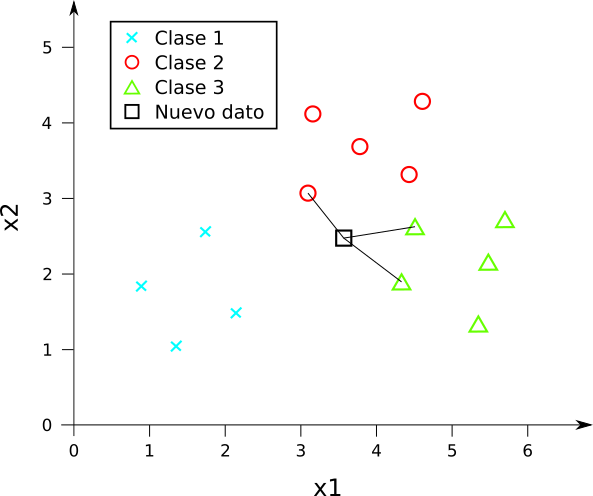 Clase 1
Clase 2
Clase 3
Nuevo dato
5
4
3
2
1
0
x2
0 1 2 3 4 5 6
x1